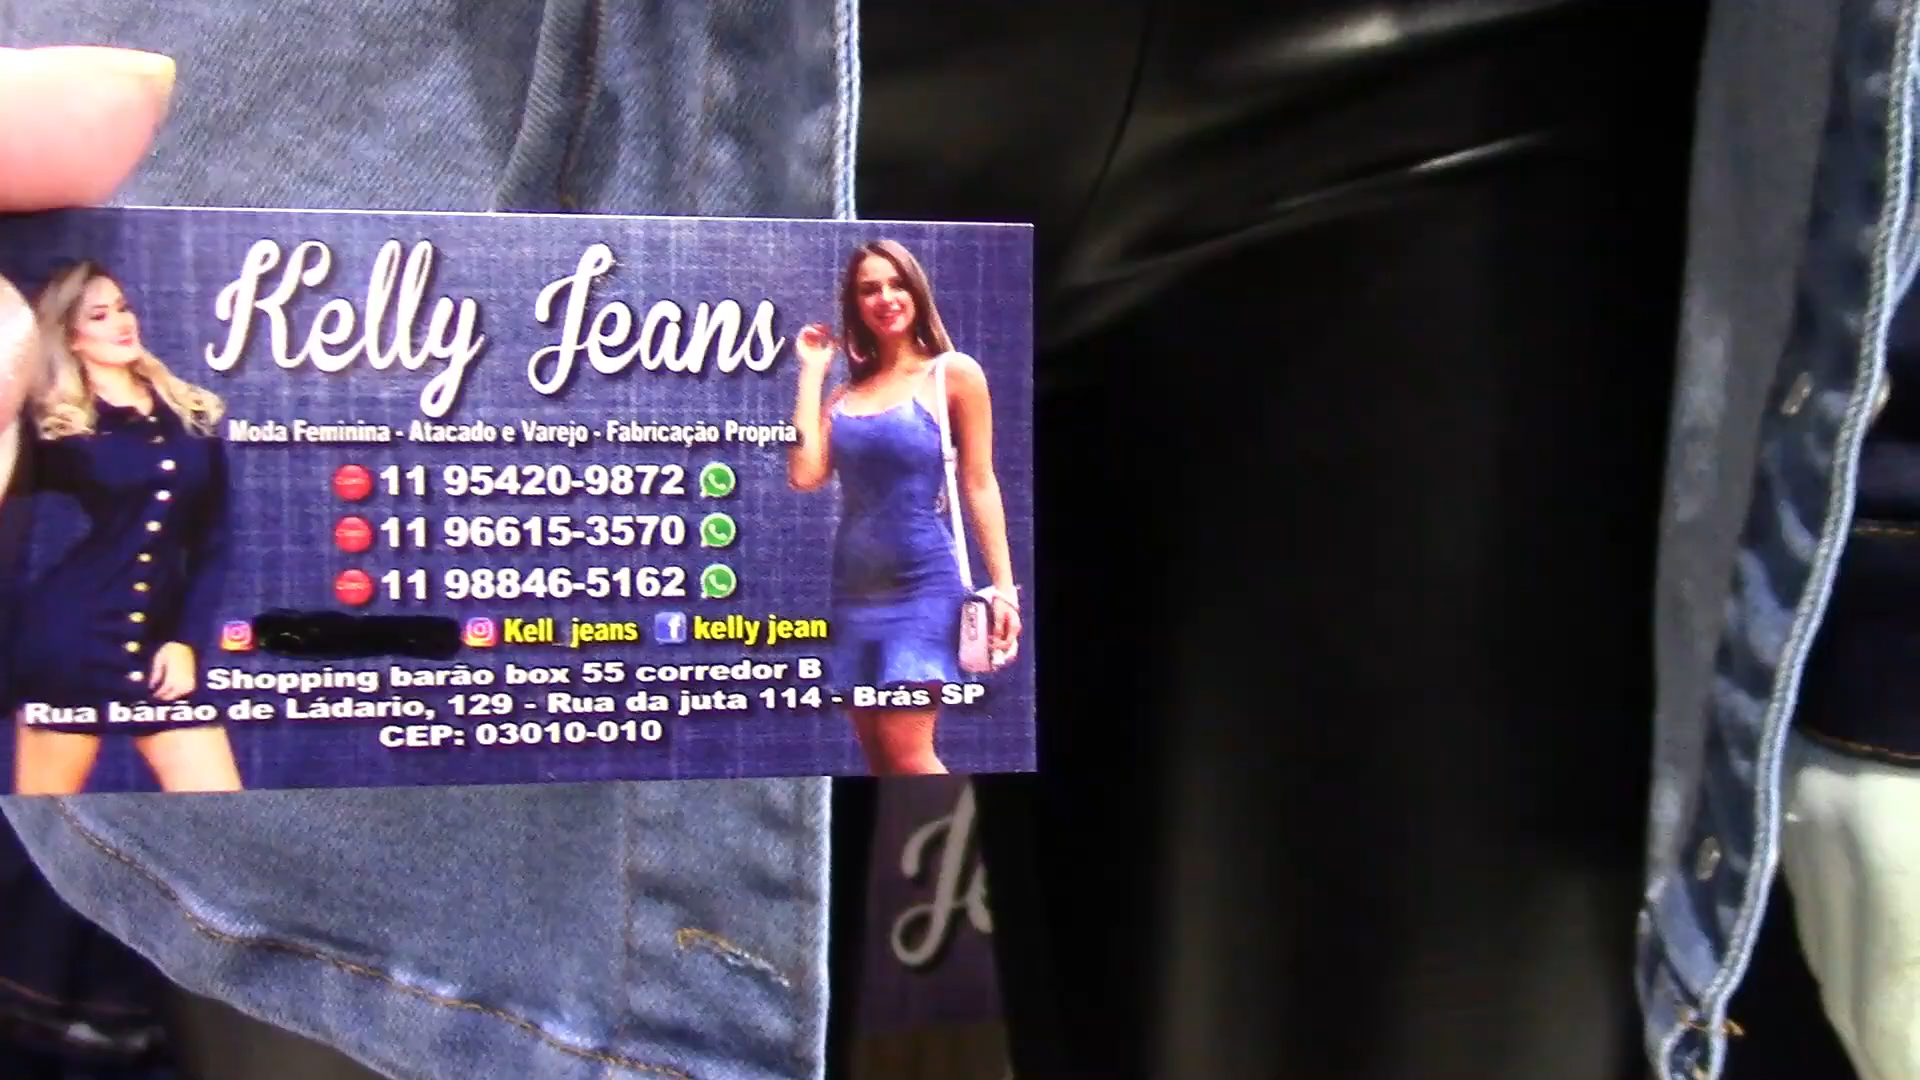 Kelly Jeans
Moda Feminina - Atacado e Varejo - Fabricação Propria
11 95420-9872
11 96615-3570
11 98846-5162
Kell_jeans kelly jean
Shopping barão box 55 corredor B
Rua barão de Ládario, 129 - Rua da juta 114 - Brás SP
CEP: 03010-010